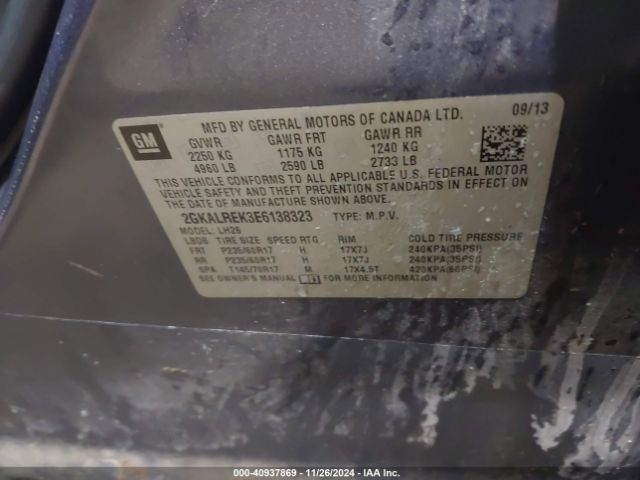 GM
MFD BY GENERAL MOTORS OF CANADA LTD. 09/13
GVWR GAWR FRT GAWR RR
2250 KG 1175 KG 1240 KG
4960 LB 2590 LB 2733 LB
THIS VEHICLE CONFORMS TO ALL APPLICABLE U.S. FEDERAL MOTOR
VEHICLE SAFETY AND THEFT PREVENTION STANDARDS IN EFFECT ON
THE DATE OF MANUFACTURE SHOWN ABOVE.
2GKALREK3E6138323 TYPE: M.P.V.
MODEL: LH26
TIRE SIZE SPEED RTG RIM COLD TIRE PRESSURE
FRT P235/60R17 H 17X7J 240KPA(35PSI)
RR P235/60R17 H 17X7J 240KPA(35PSI)
SPA T145/70R17 M 17X4.5T 420KPA(60PSI)
SEE OWNER'S MANUAL FOR MORE INFORMATION.
000-40937869 - 11/26/2024 - IAA Inc.